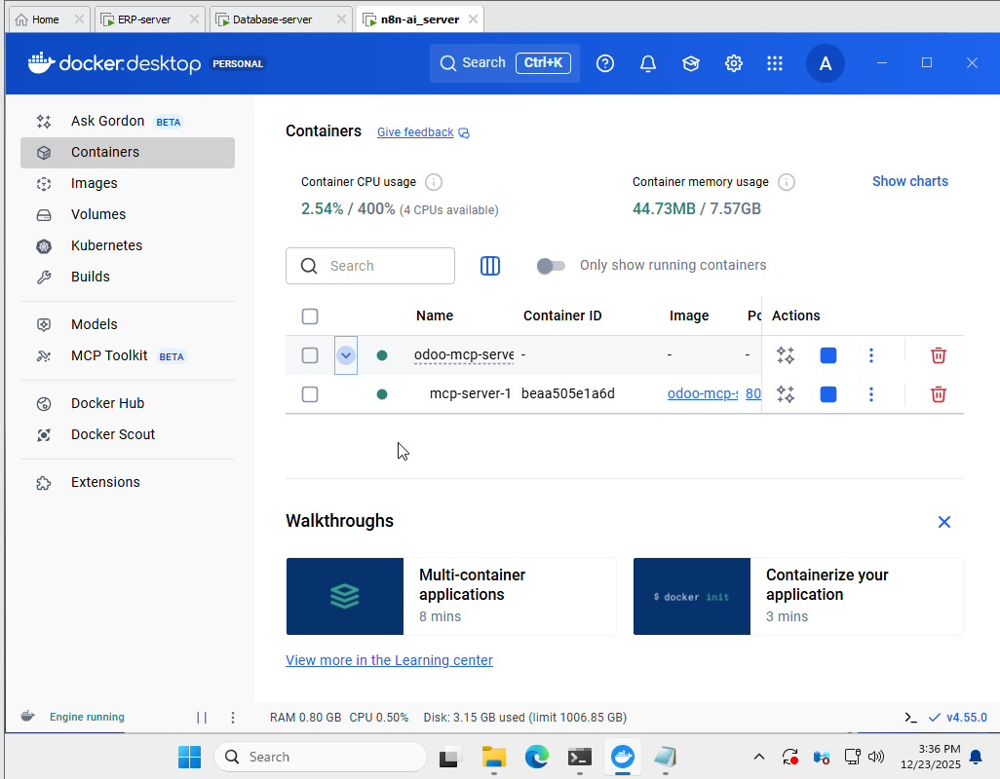 Home ERP-server Database-server n8n-ai_server
docker.desktop PERSONAL Search Ctrl+K A
Ask Gordon BETA
Containers
Images
Volumes
Kubernetes
Builds
Models
MCP Toolkit BETA
Docker Hub
Docker Scout
Extensions
Containers Give feedback
Container CPU usage
2.54% / 400% (4 CPUs available)
Container memory usage
44.73MB / 7.57GB
Show charts
Search Only show running containers
Name Container ID Image Po Actions
odoo-mcp-serve - - -
mcp-server-1 beaa505e1a6d odoo-mcp-s 80
Walkthroughs
Multi-container
applications
8 mins
$ docker init
Containerize your
application
3 mins
View more in the Learning center
Engine running RAM 0.80 GB CPU 0.50% Disk: 3.15 GB used (limit 1006.85 GB) v4.55.0
Search
3:36 PM
12/23/2025